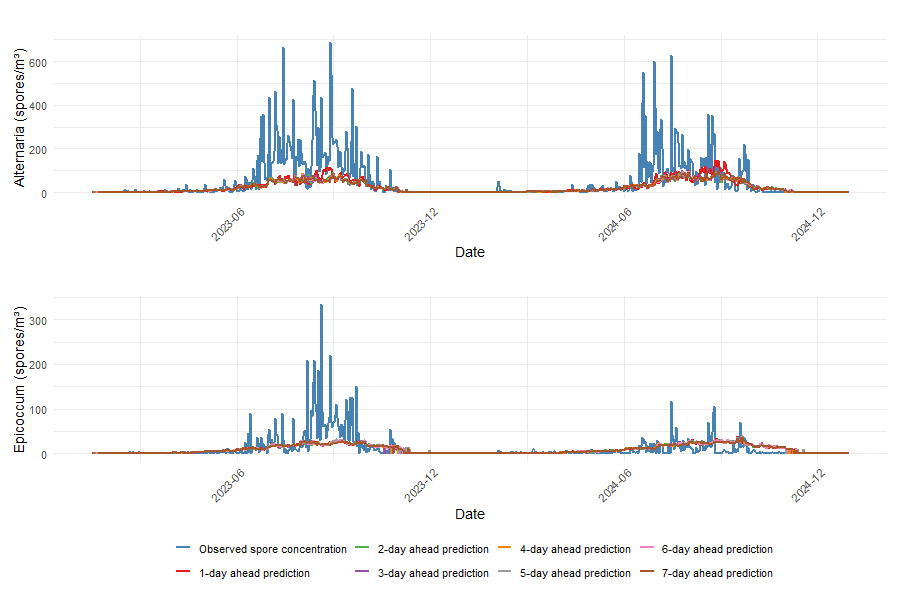 Alternaria (spores/m³)
600
400
200
0
2023-06
2023-12
2024-06
2024-12
Date
Epicoccum (spores/m³)
300
200
100
0
2023-06
2023-12
2024-06
2024-12
Date
Observed spore concentration 2-day ahead prediction 4-day ahead prediction 6-day ahead prediction
1-day ahead prediction 3-day ahead prediction 5-day ahead prediction 7-day ahead prediction